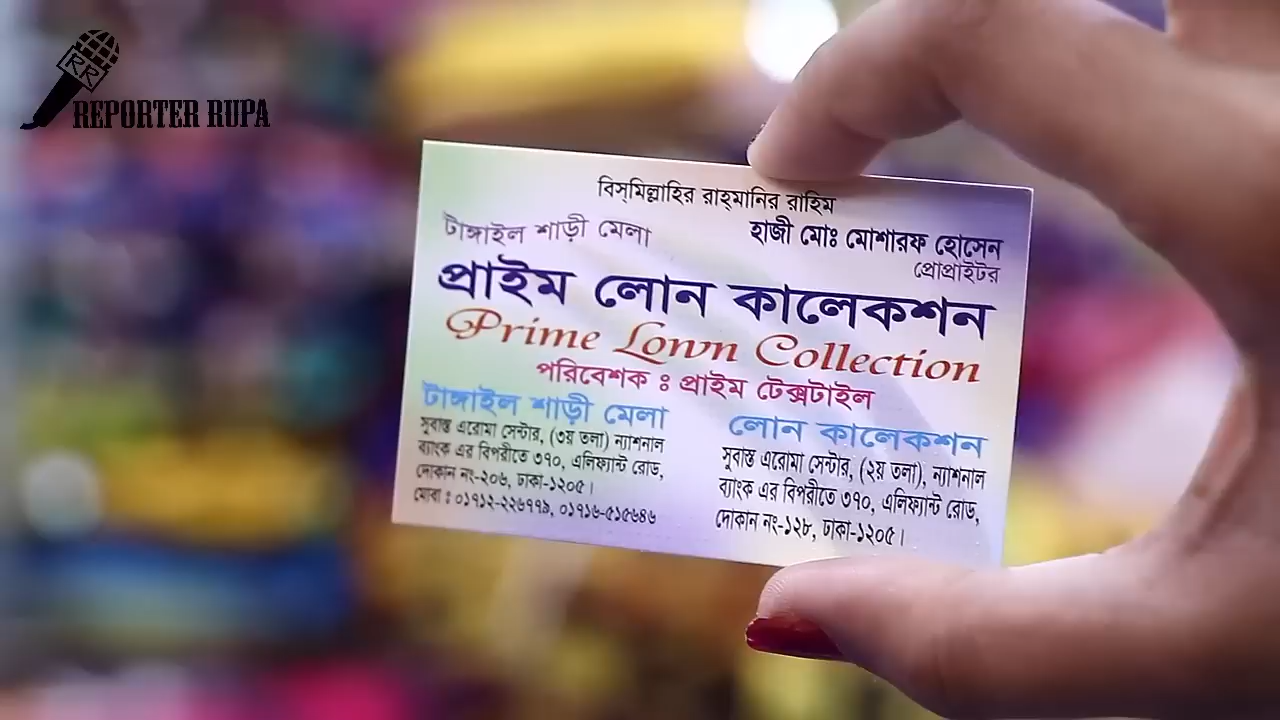 RR
REPORTER RUPA
বিস্‌মিল্লাহির রাহ্‌মানির রাহিম
টাঙ্গাইল শাড়ী মেলা
হাজী মোঃ মোশারফ হোসেন
প্রোপ্রাইটর
প্রাইম লোন কালেকশন
Prime Lown Collection
পরিবেশক : প্রাইম টেক্সটাইল
টাঙ্গাইল শাড়ী মেলা
সুবাস্ত এরোমা সেন্টার, (৩য় তলা) ন্যাশনাল
ব্যাংক এর বিপরীতে ৩৭০, এলিফ্যান্ট রোড,
দোকান নং-২০৬, ঢাকা-১২০৫।
মোবা : ০১৭১২-২২৬৭৭৯, ০১৭১৬-৫১৫৬৪৬
লোন কালেকশন
সুবাস্ত এরোমা সেন্টার, (২য় তলা), ন্যাশনাল
ব্যাংক এর বিপরীতে ৩৭০, এলিফ্যান্ট রোড,
দোকান নং-১২৮, ঢাকা-১২০৫।